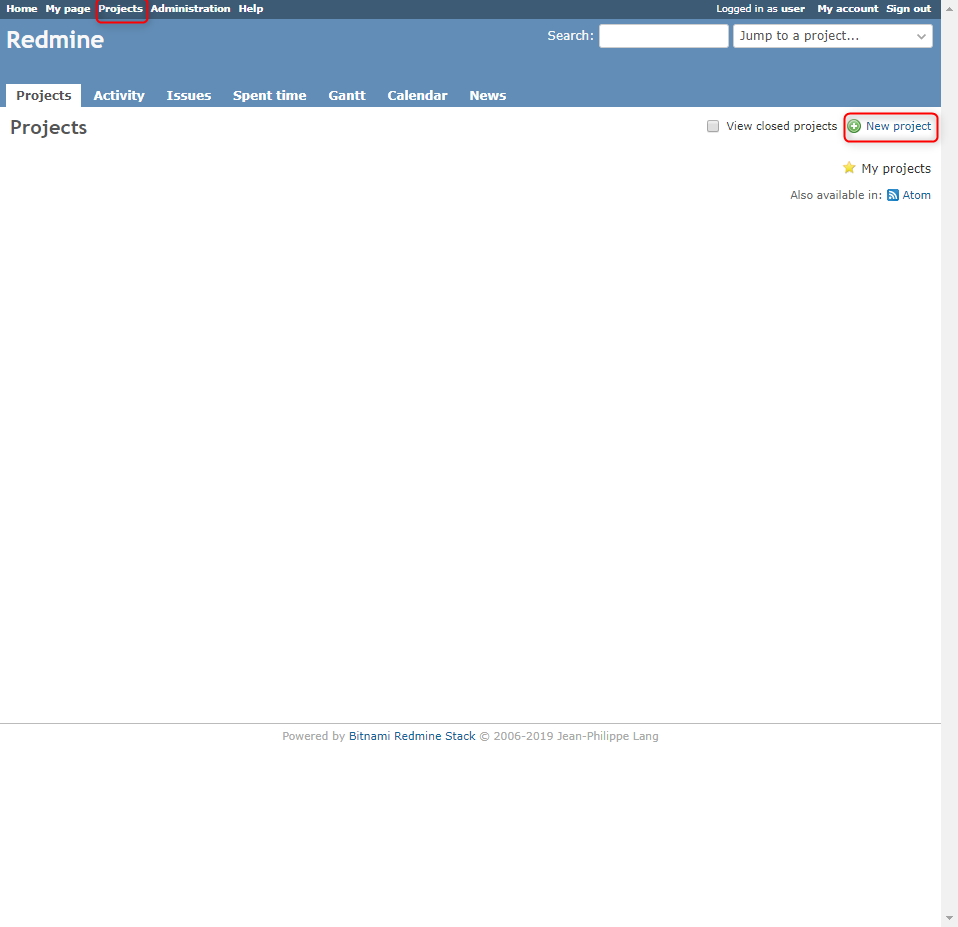 Home My page Projects Administration Help Logged in as user My account Sign out
Redmine Search: Jump to a project...
Projects Activity Issues Spent time Gantt Calendar News
Projects View closed projects New project
My projects
Also available in: Atom
Powered by Bitnami Redmine Stack © 2006-2019 Jean-Philippe Lang